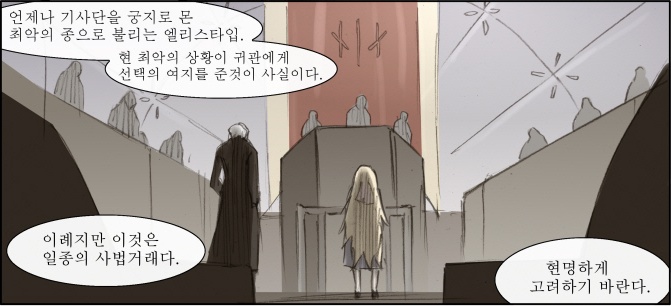 언제나 기사단을 궁지로 몬
최악의 종으로 불리는 엘리스타입.
현 최악의 상황이 귀관에게
선택의 여지를 준것이 사실이다.
이례지만 이것은
일종의 사법거래다.
현명하게
고려하기 바란다.